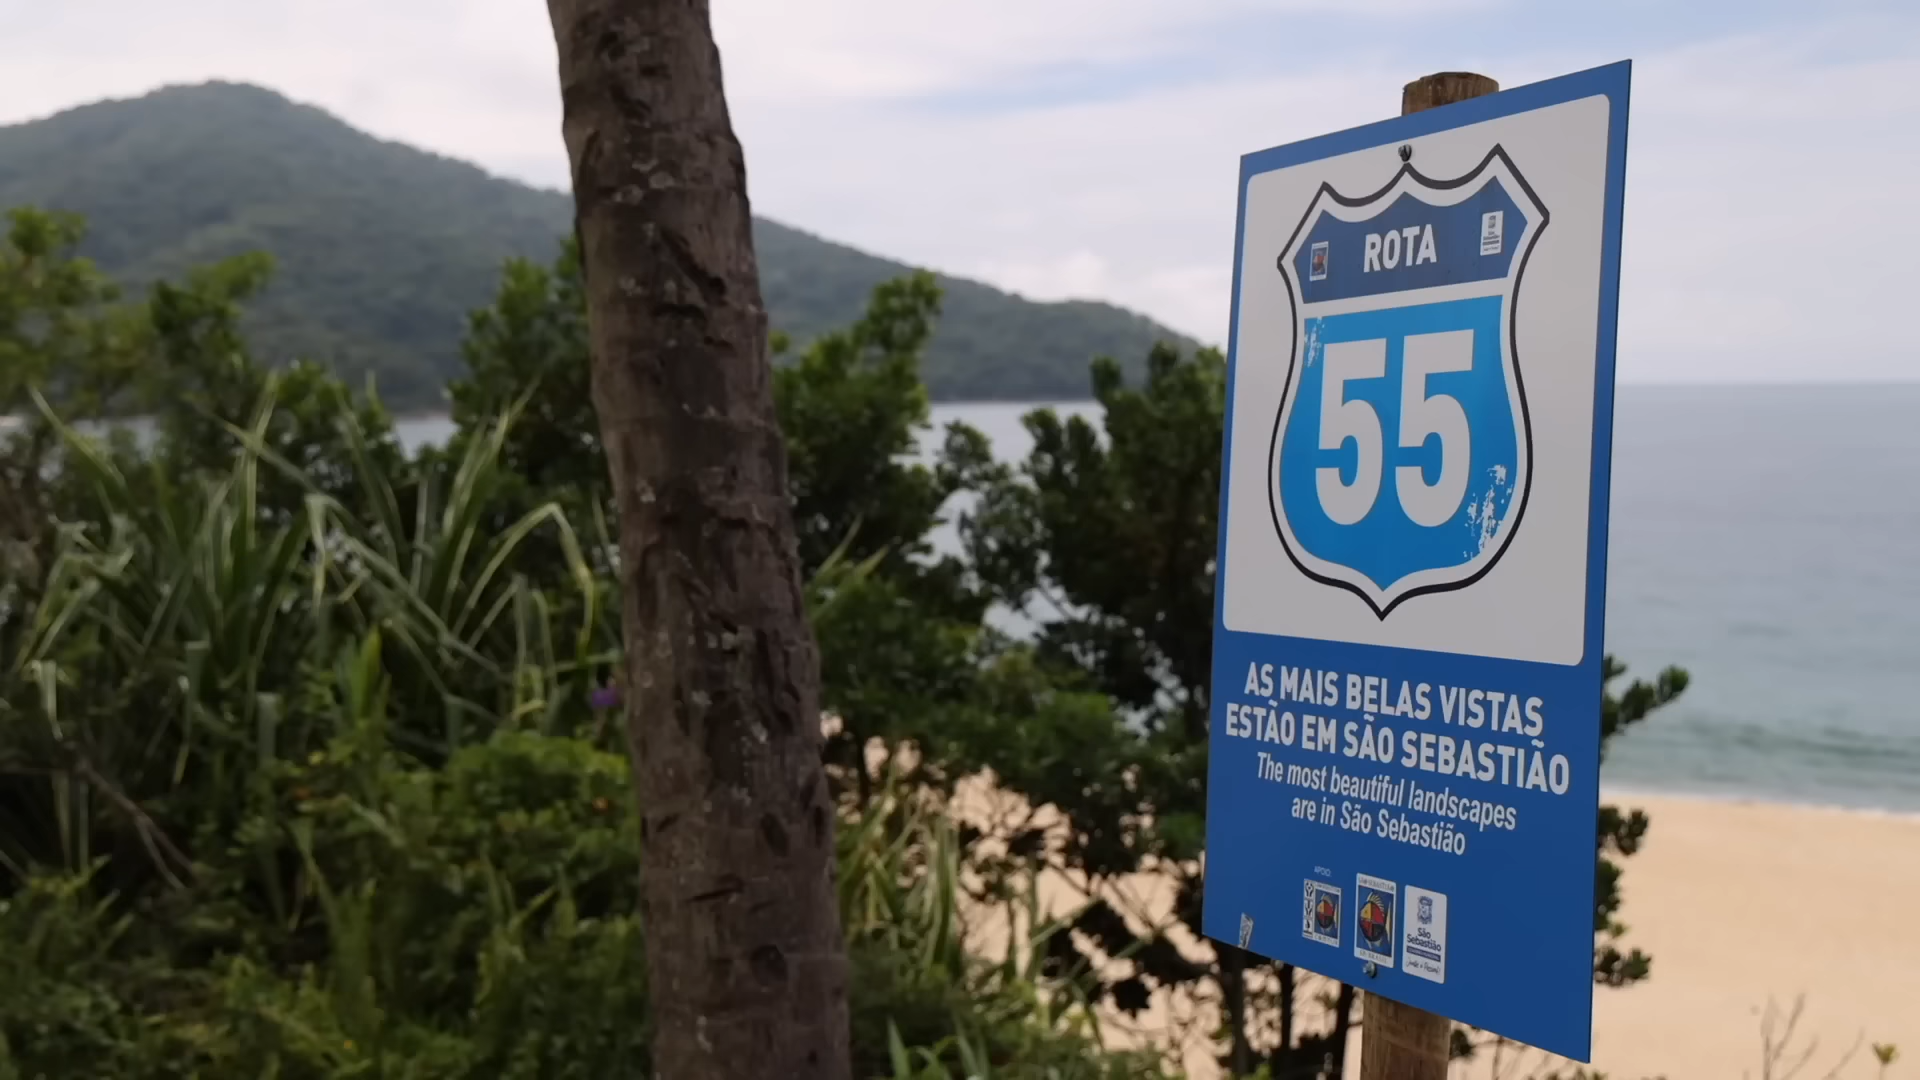 ROTA
55
AS MAIS BELAS VISTAS
ESTÃO EM SÃO SEBASTIÃO
The most beautiful landscapes
are in São Sebastião
APOIO:
São
Sebastião